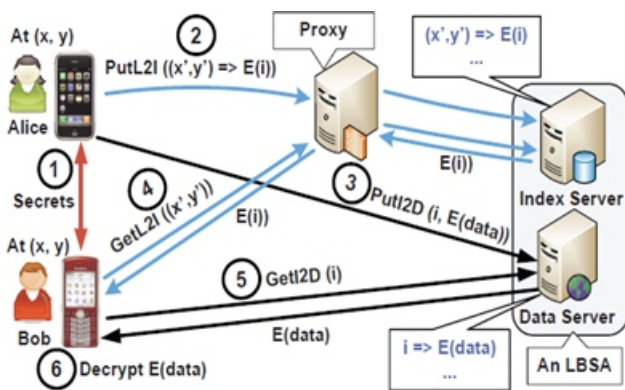 At (x, y)
2
Proxy
(x',y') => E(i)
...
PutL2I ((x',y') => E(i))
Alice
1
Secrets
4
GetL2I ((x',y'))
E(i))
E(i))
3
PutI2D (i, E(data))
Index Server
At (x, y)
5
GetI2D (i)
E(data)
Data Server
Bob
6
Decrypt E(data)
i => E(data)
...
An LBSA